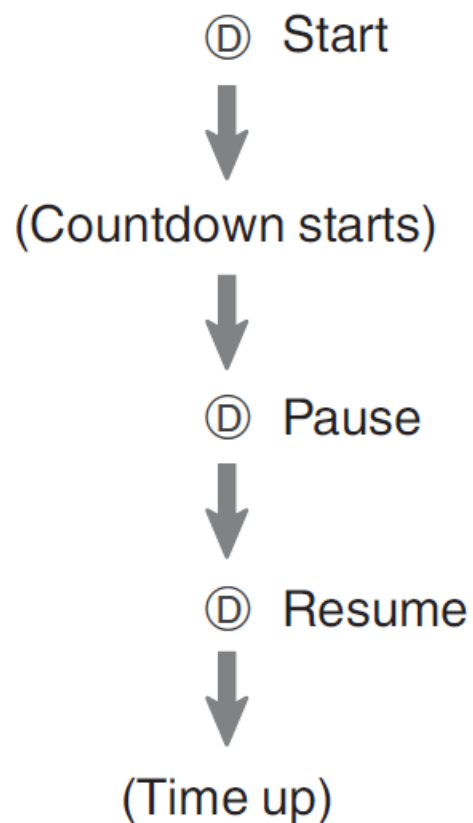 Ⓓ Start
(Countdown starts)
Ⓓ Pause
Ⓓ Resume
(Time up)